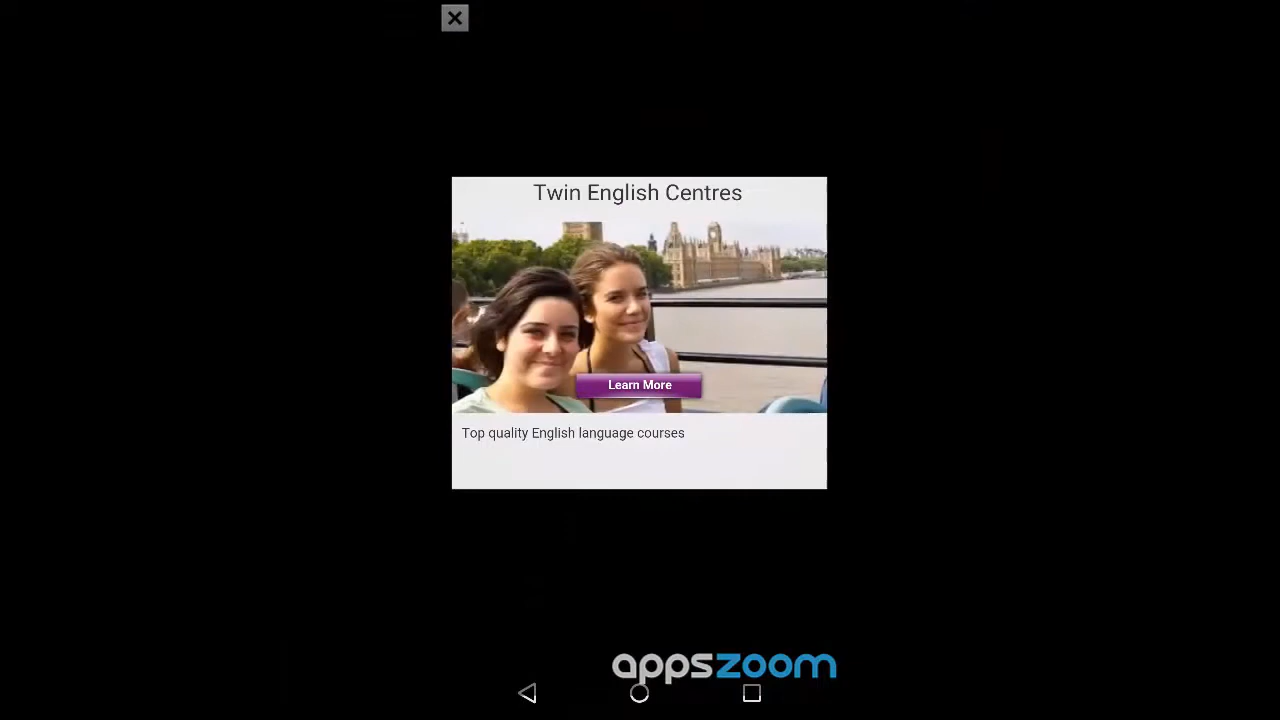 Twin English Centres
Learn More
Top quality English language courses
appszoom